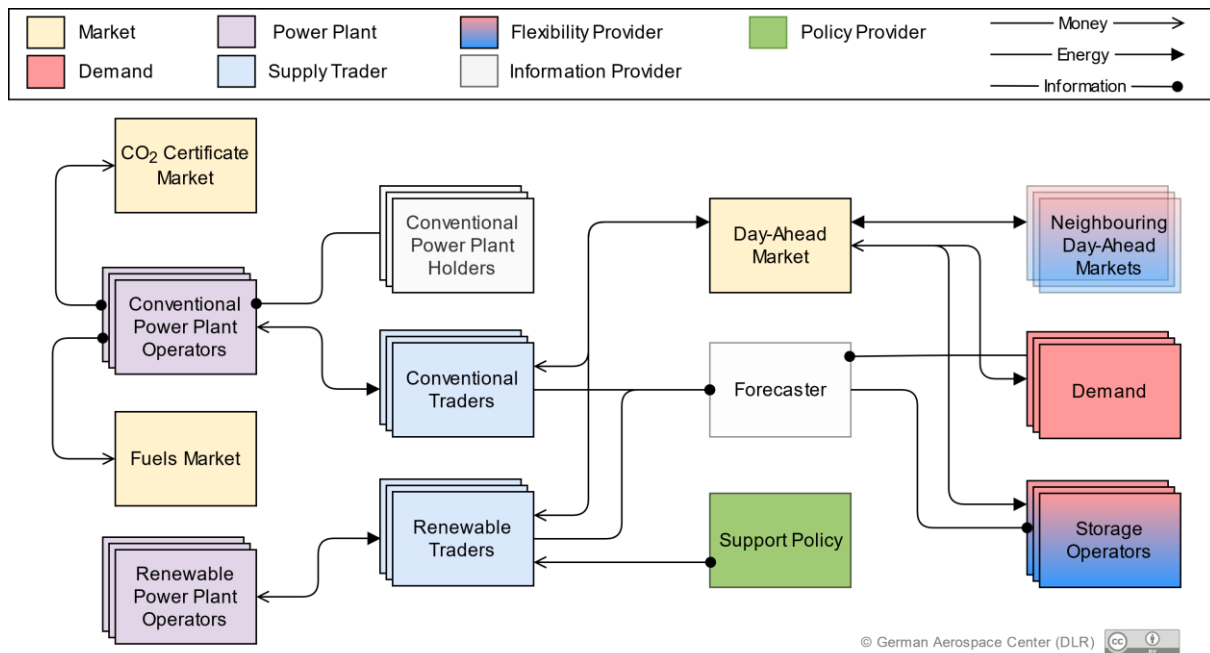 Market
Power Plant
Flexibility Provider
Policy Provider
Money
Energy
Demand
Supply Trader
Information Provider
Information
CO₂ Certificate
Market
Conventional
Power Plant
Holders
Day-Ahead
Market
Neighbouring
Day-Ahead
Markets
Conventional
Power Plant
Operators
Conventional
Traders
Forecaster
Demand
Fuels Market
Renewable
Traders
Support Policy
Storage
Operators
Renewable
Power Plant
Operators
© German Aerospace Center (DLR)
cc
BY